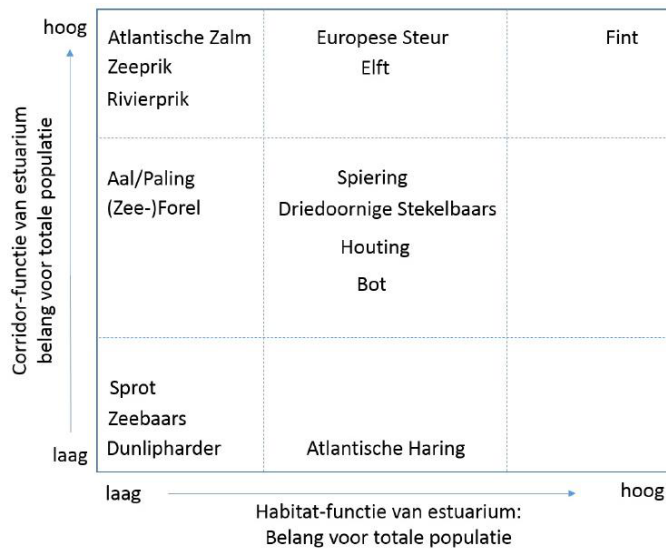 hoog
Corridor-functie van estuarium
belang voor totale populatie
laag
Atlantische Zalm
Zeeprik
Rivierprik
Europese Steur
Elft
Fint
Aal/Paling
(Zee-)Forel
Spiering
Driedoornige Stekelbaars
Houting
Bot
Sprot
Zeebaars
Dunlipharder
Atlantische Haring
laag
hoog
Habitat-functie van estuarium:
Belang voor totale populatie